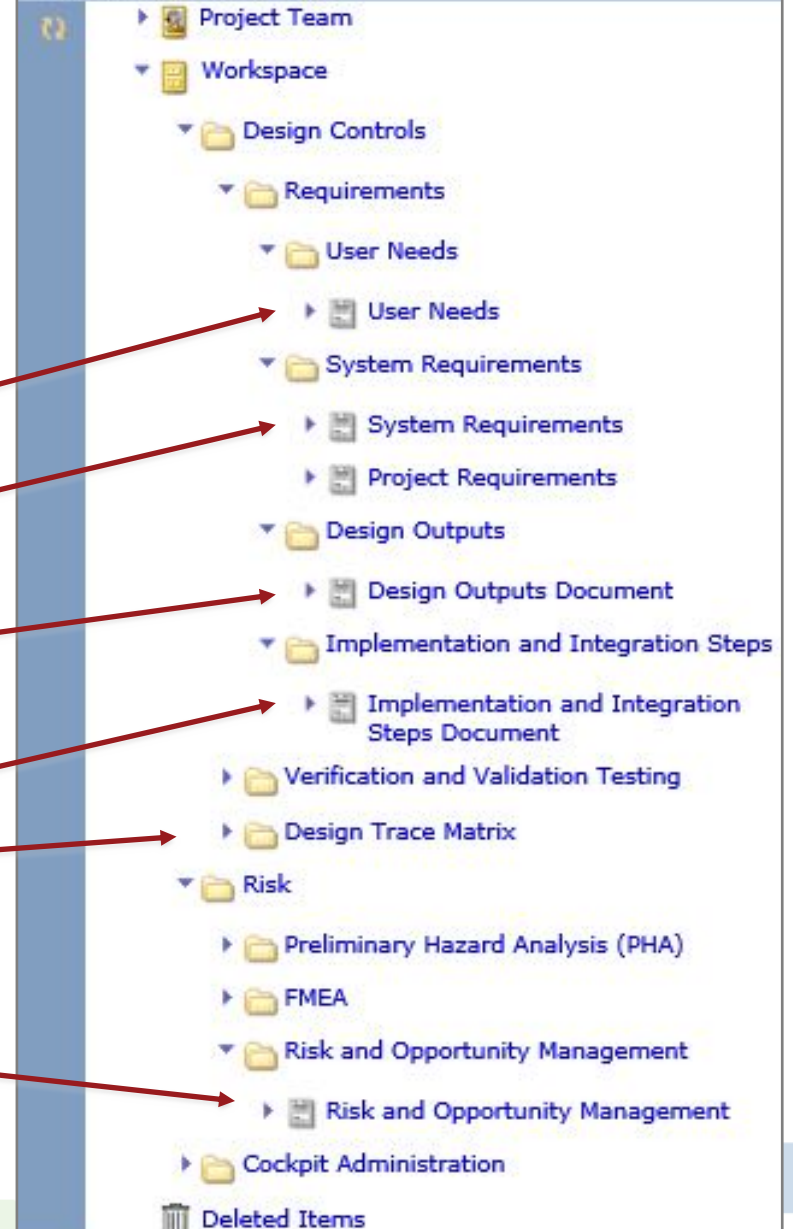 Project Team
Workspace
Design Controls
Requirements
User Needs
User Needs
System Requirements
System Requirements
Project Requirements
Design Outputs
Design Outputs Document
Implementation and Integration Steps
Implementation and Integration
Steps Document
Verification and Validation Testing
Design Trace Matrix
Risk
Preliminary Hazard Analysis (PHA)
FMEA
Risk and Opportunity Management
Risk and Opportunity Management
Cockpit Administration
Deleted Items